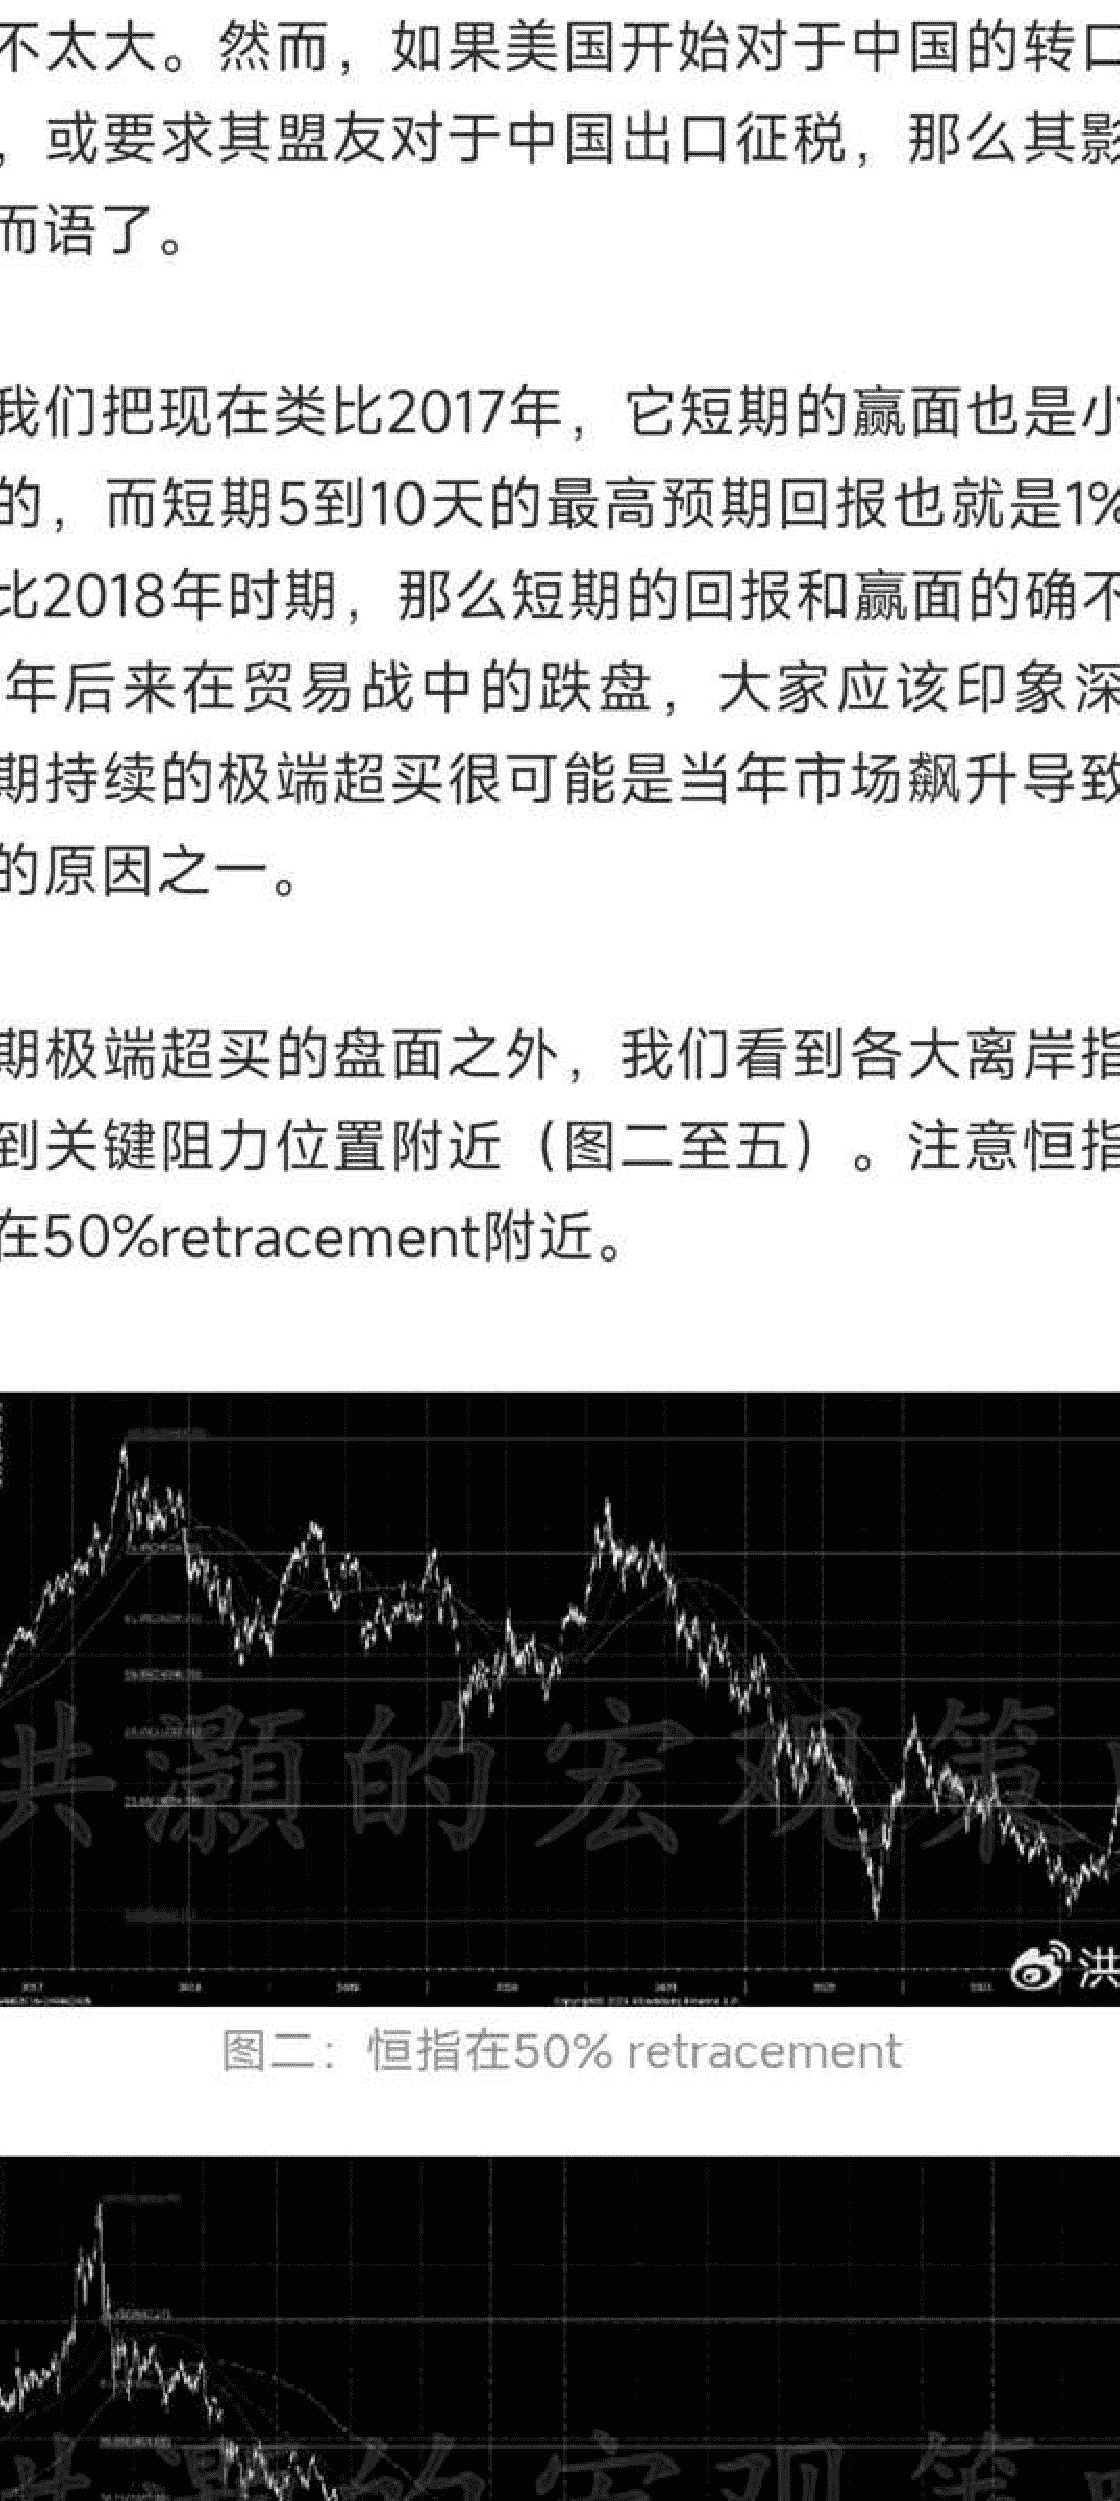 不太大。然而，如果美国开始对于中国的转口
，或要求其盟友对于中国出口征税，那么其影
而语了。
我们把现在类比2017年，它短期的赢面也是小
的，而短期5到10天的最高预期回报也就是1%
比2018年时期，那么短期的回报和赢面的确不
年后来在贸易战中的跌盘，大家应该印象深
期持续的极端超买很可能是当年市场飙升导致
的原因之一。
期极端超买的盘面之外，我们看到各大离岸指
到关键阻力位置附近（图二至五）。注意恒指
在50%retracement附近。
洪灏的宏观策
洪
图二：恒指在50% retracement
洪灏的宏观策